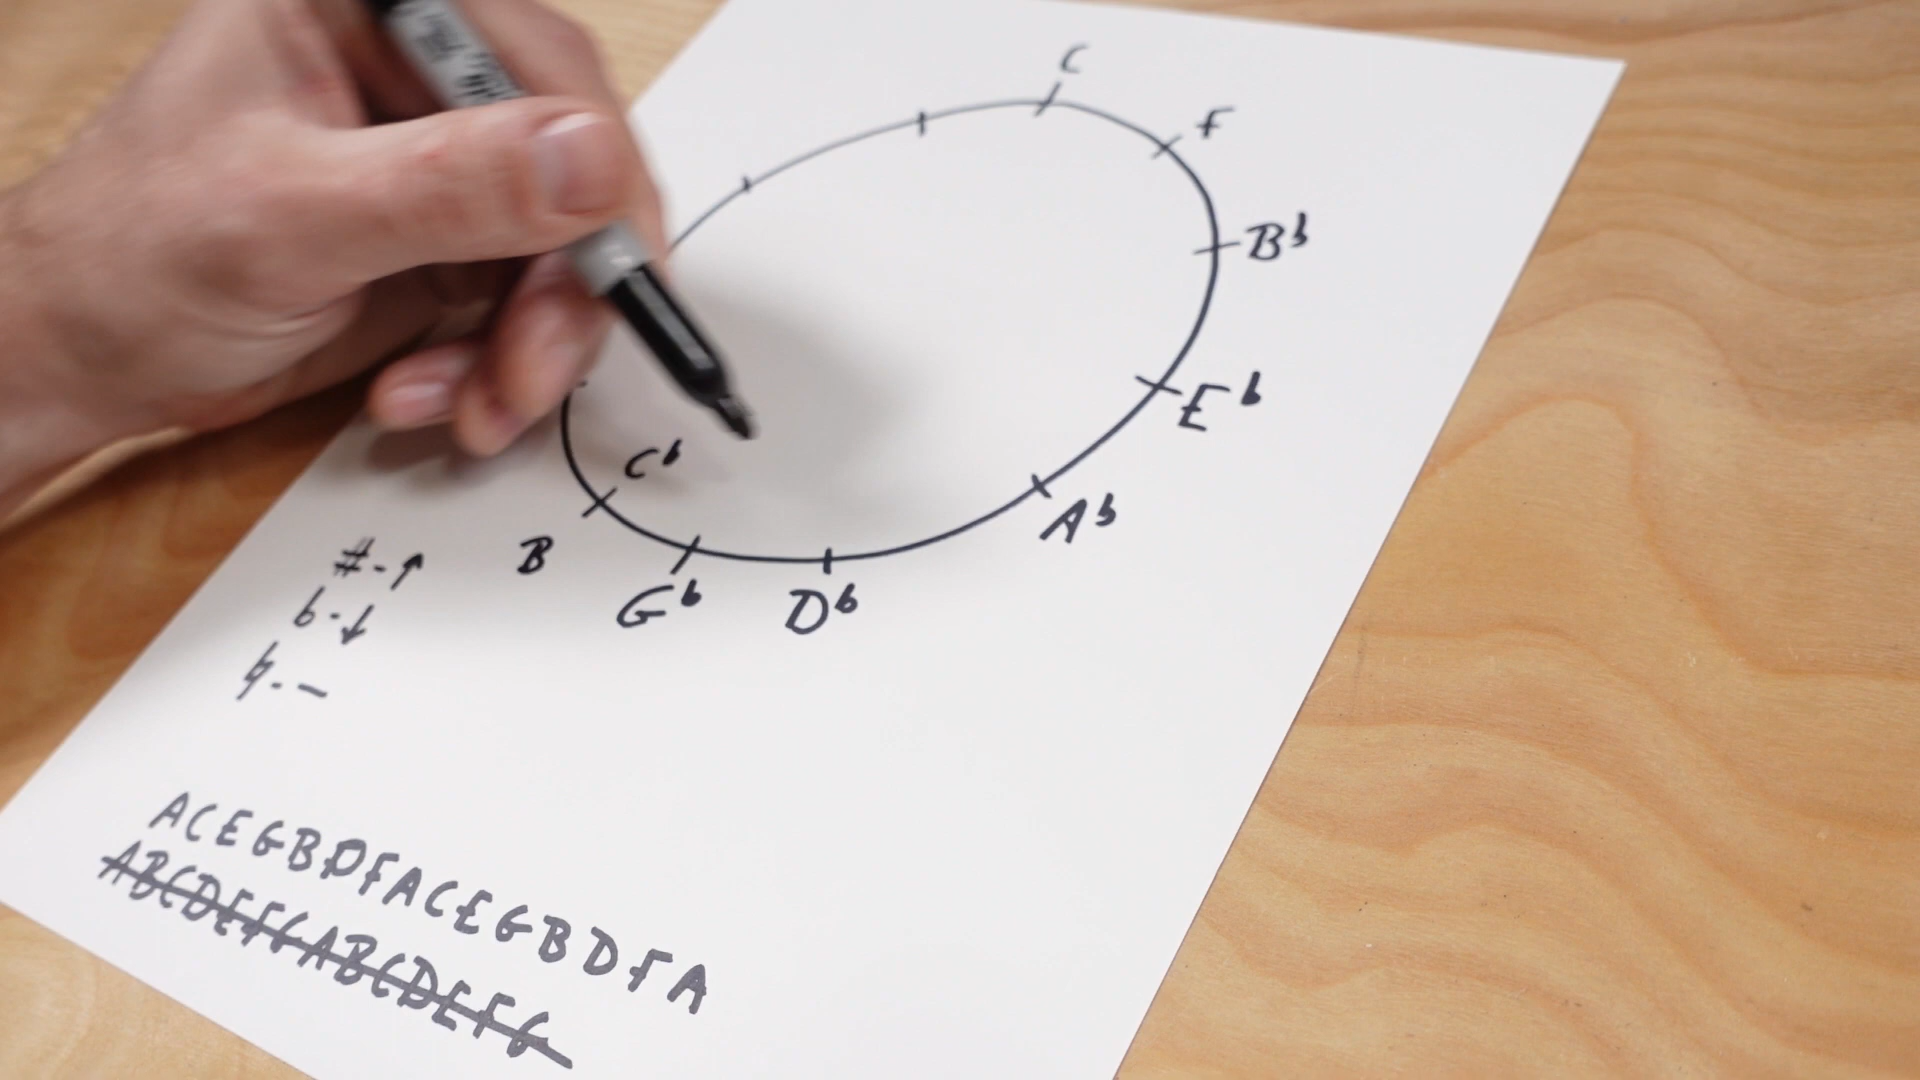 C
F
B♭
E♭
A♭
D♭
G♭
C♭
B
# - ↑
b - ↓
♮ - –
ACEGBDFACEGBDFA
ABCDEFGABCDEFG